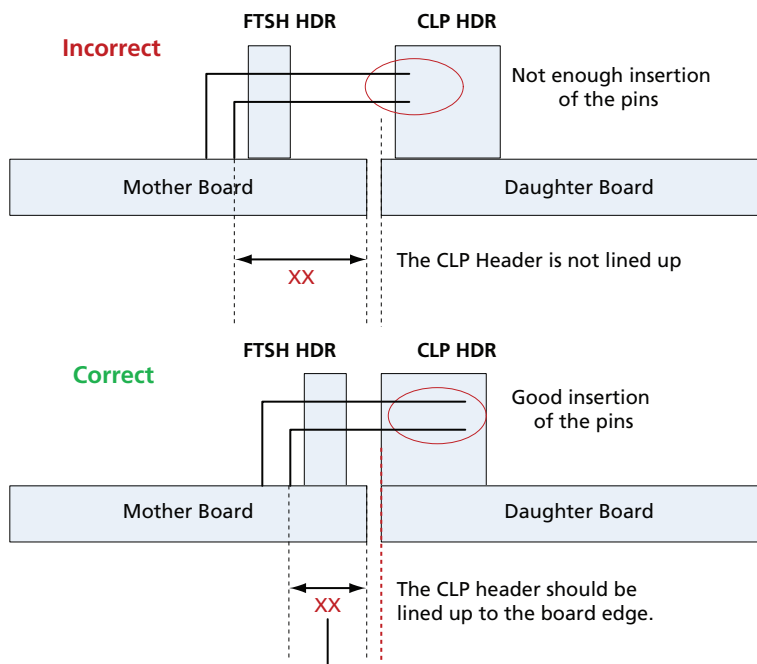 FTSH HDR
CLP HDR
Incorrect
Not enough insertion
of the pins
Mother Board
Daughter Board
XX
The CLP Header is not lined up
FTSH HDR
CLP HDR
Correct
Good insertion
of the pins
Mother Board
Daughter Board
XX
The CLP header should be
lined up to the board edge.